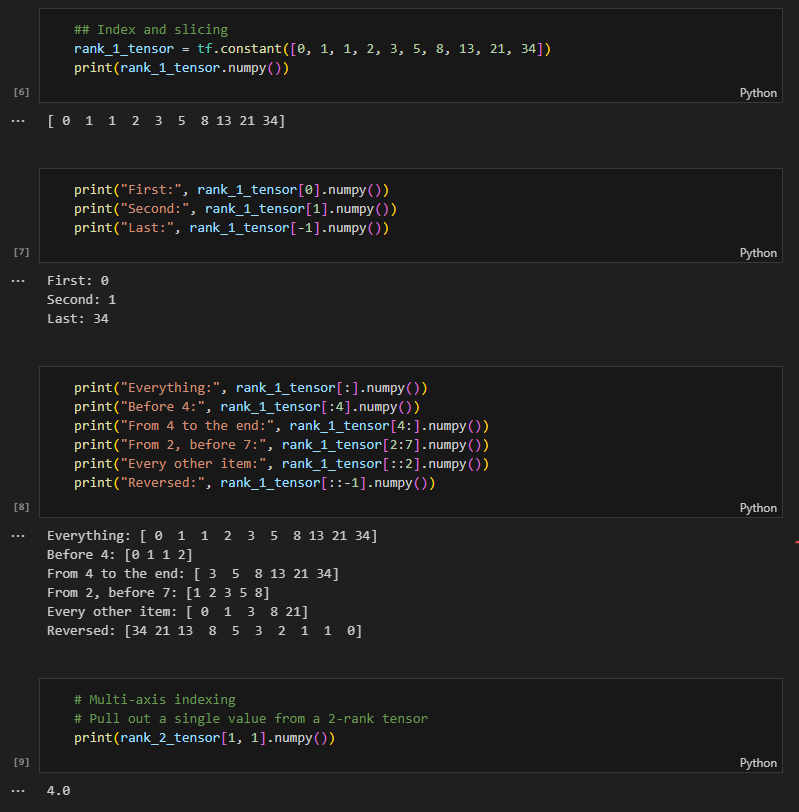 ## Index and slicing
rank_1_tensor = tf.constant([0, 1, 1, 2, 3, 5, 8, 13, 21, 34])
print(rank_1_tensor.numpy())
[6]
Python
... [ 0  1  1  2  3  5  8 13 21 34]
print("First:", rank_1_tensor[0].numpy())
print("Second:", rank_1_tensor[1].numpy())
print("Last:", rank_1_tensor[-1].numpy())
[7]
Python
... First: 0
Second: 1
Last: 34
print("Everything:", rank_1_tensor[:].numpy())
print("Before 4:", rank_1_tensor[:4].numpy())
print("From 4 to the end:", rank_1_tensor[4:].numpy())
print("From 2, before 7:", rank_1_tensor[2:7].numpy())
print("Every other item:", rank_1_tensor[::2].numpy())
print("Reversed:", rank_1_tensor[::-1].numpy())
[8]
Python
... Everything: [ 0  1  1  2  3  5  8 13 21 34]
Before 4: [0 1 1 2]
From 4 to the end: [ 3  5  8 13 21 34]
From 2, before 7: [1 2 3 5 8]
Every other item: [ 0  1  3  8 21]
Reversed: [34 21 13  8  5  3  2  1  1  0]
# Multi-axis indexing
# Pull out a single value from a 2-rank tensor
print(rank_2_tensor[1, 1].numpy())
[9]
Python
... 4.0